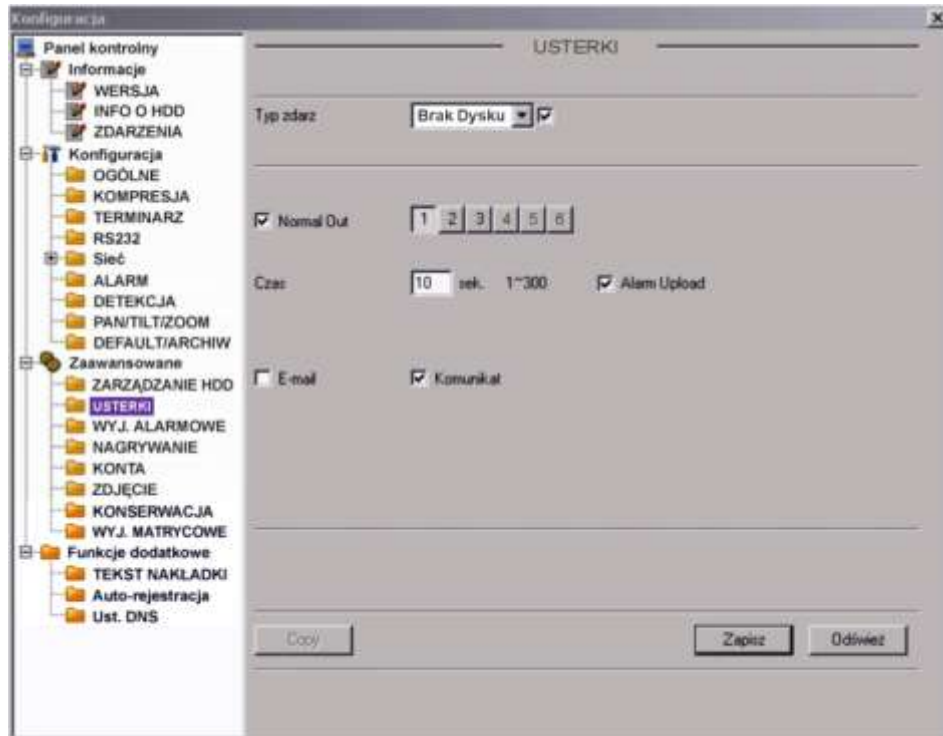 Konfiguracja
Panel kontrolny
Informacje
WERSJA
INFO O HDD
ZDARZENIA
Konfiguracja
OGÓLNE
KOMPRESJA
TERMINARZ
RS232
Sieć
ALARM
DETEKCJA
PAN/TILT/ZOOM
DEFAULT/ARCHIW
Zaawansowane
ZARZĄDZANIE HDD
USTERKI
WYJ. ALARMOWE
NAGRYWANIE
KONTA
ZDJĘCIE
KONSERWACJA
WYJ. MATRYCOWE
Funkcje dodatkowe
TEKST NAKŁADKI
Auto-rejestracja
Ust. DNS
USTERKI
Typ zdarz Brak Dysku
Normal Out 1 2 3 4 5 6
Czas 10 sek. 1~300 Alarm Upload
E-mail Komunikat
Copy Zapisz Odśwież